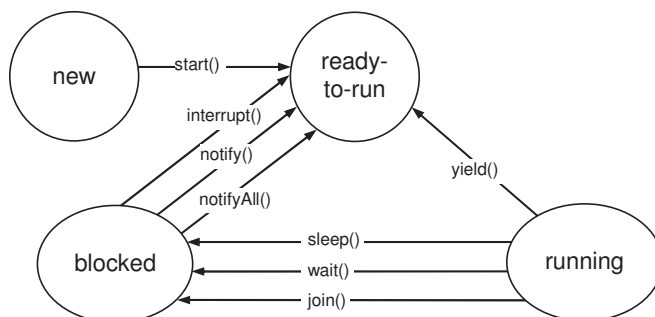 new
start()
ready-
to-run
interrupt()
notify()
notifyAll()
yield()
blocked
sleep()
wait()
join()
running